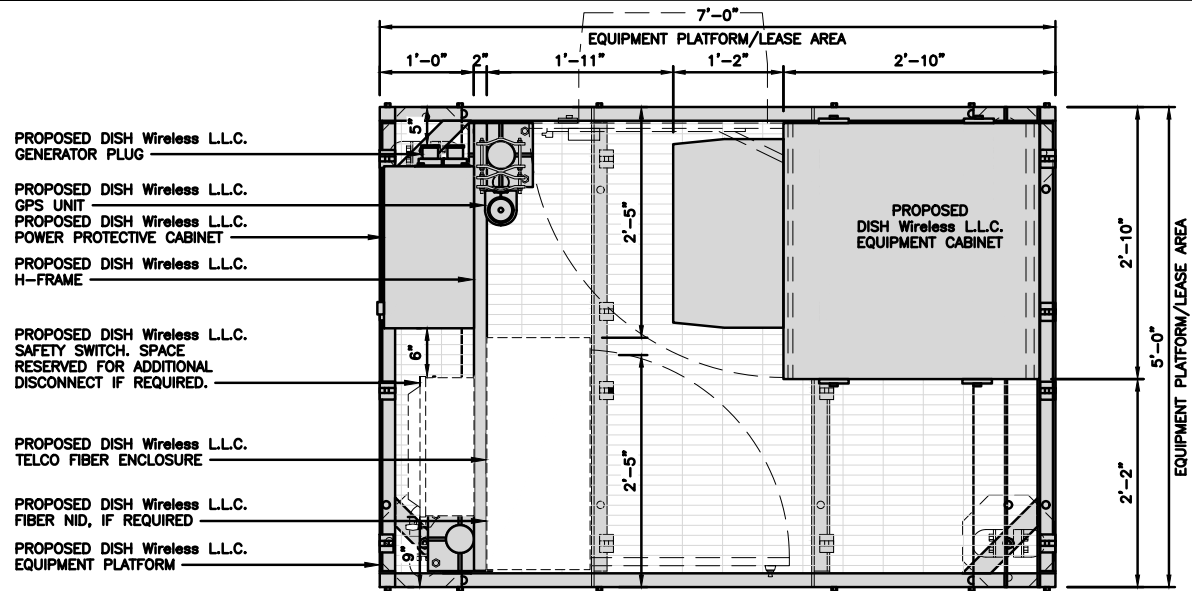 7'-0"
EQUIPMENT PLATFORM/LEASE AREA
1'-0"
2"
1'-11"
1'-2"
2'-10"
5"
PROPOSED DISH Wireless L.L.C.
GENERATOR PLUG
PROPOSED DISH Wireless L.L.C.
GPS UNIT
PROPOSED DISH Wireless L.L.C.
POWER PROTECTIVE CABINET
PROPOSED DISH Wireless L.L.C.
H-FRAME
PROPOSED DISH Wireless L.L.C.
SAFETY SWITCH. SPACE
RESERVED FOR ADDITIONAL
DISCONNECT IF REQUIRED.
PROPOSED DISH Wireless L.L.C.
TELCO FIBER ENCLOSURE
PROPOSED DISH Wireless L.L.C.
FIBER NID, IF REQUIRED
PROPOSED DISH Wireless L.L.C.
EQUIPMENT PLATFORM
6"
9"
2'-5"
2'-5"
PROPOSED
DISH Wireless L.L.C.
EQUIPMENT CABINET
2'-10"
2'-2"
5'-0"
EQUIPMENT PLATFORM/LEASE AREA